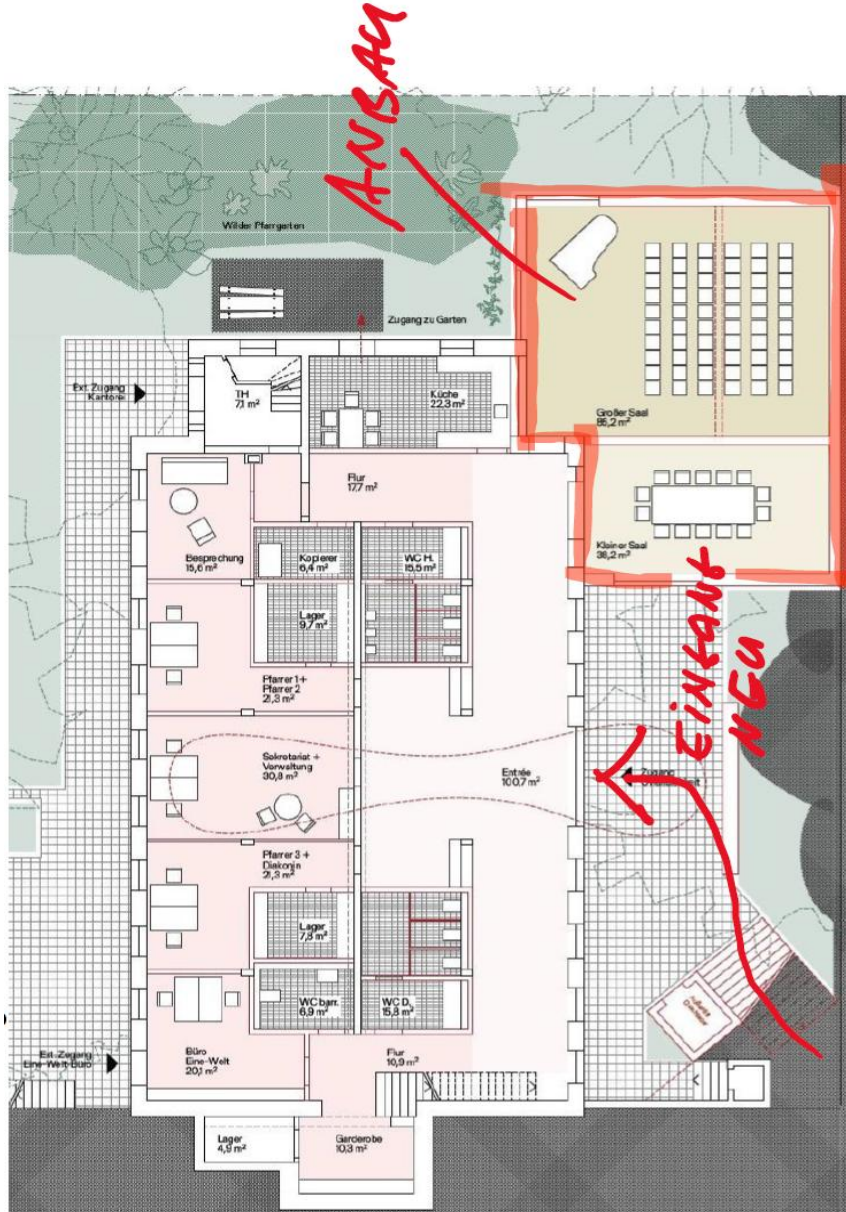 ANBAU
Wilder Pfarrgarten
Zugang zu Garten
Ext. Zugang
Kantorei
TH
7,1 m²
Küche
22,3 m²
Großer Saal
85,2 m²
Flur
17,7 m²
Besprechung
15,6 m²
Kopierer
6,4 m²
WC H.
15,5 m²
Kleiner Saal
38,2 m²
Lager
9,7 m²
Pfarrer 1 +
Pfarrer 2
21,3 m²
EINGANG
NEU
Sekretariat +
Verwaltung
30,8 m²
Entrée
100,7 m²
Zugang
Pfarrer 3 +
Diakonin
21,3 m²
Lager
7,8 m²
WC barr.
6,9 m²
WC D.
15,8 m²
Büro
Eine-Welt
20,1 m²
Ext. Zugang
Eine-Welt-Büro
Flur
10,9 m²
Lager
4,9 m²
Garderobe
10,3 m²